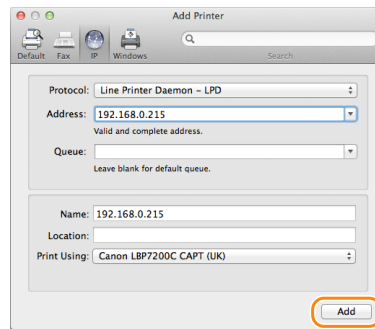 Add Printer
Default Fax IP Windows Search
Protocol: Line Printer Daemon – LPD
Address: 192.168.0.215
Valid and complete address.
Queue:
Leave blank for default queue.
Name: 192.168.0.215
Location:
Print Using: Canon LBP7200C CAPT (UK)
Add